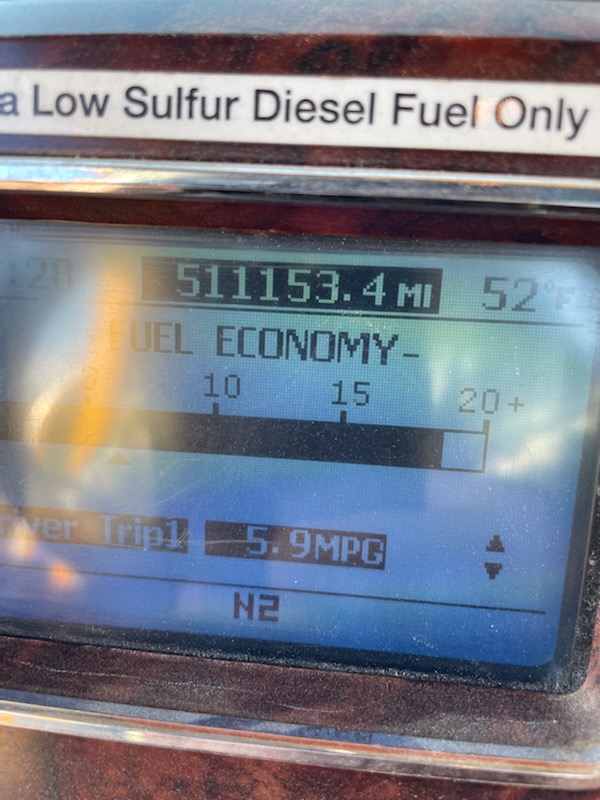 a Low Sulfur Diesel Fuel Only
:28 511153.4 MI 52°F
FUEL ECONOMY-
10 15 20+
river Trip1 5.9MPG
N2